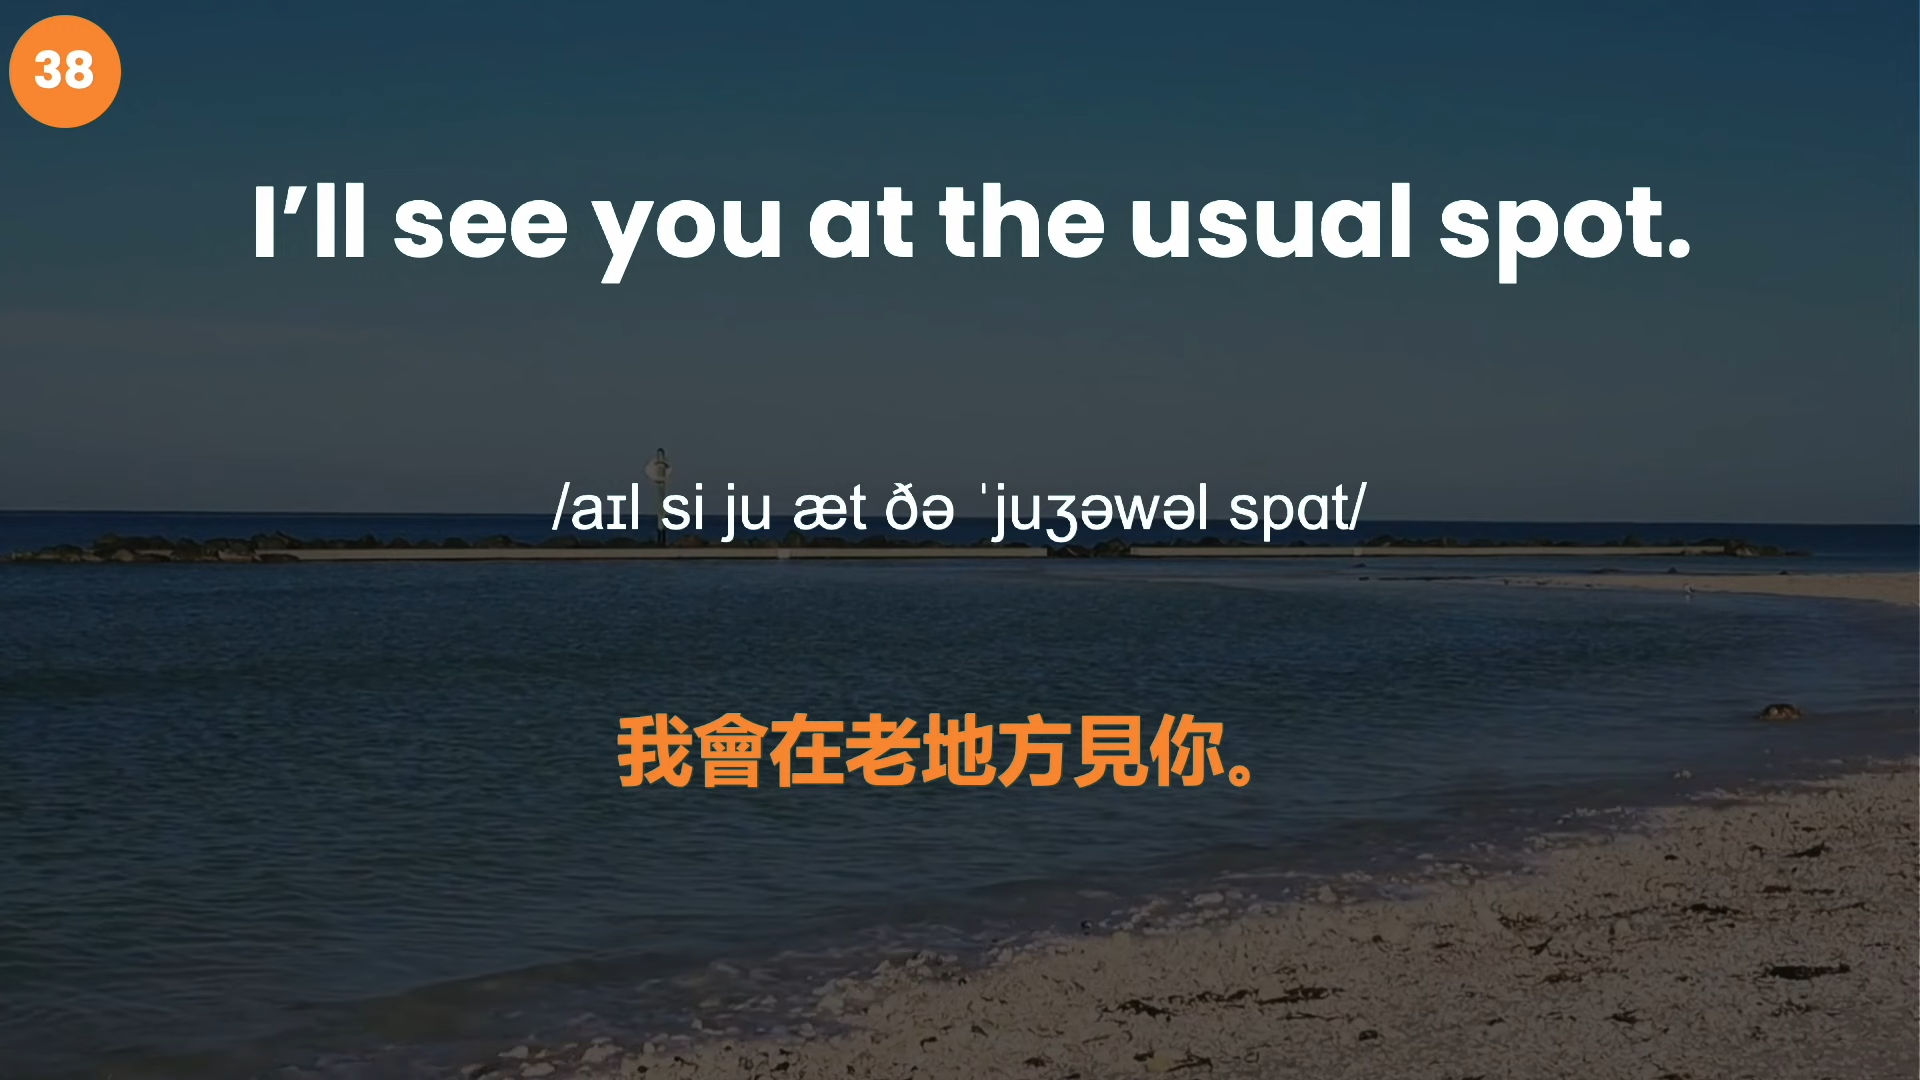 38
I’ll see you at the usual spot.
/aɪl si ju æt ðə ˈjuʒəwəl spɑt/
我會在老地方見你。